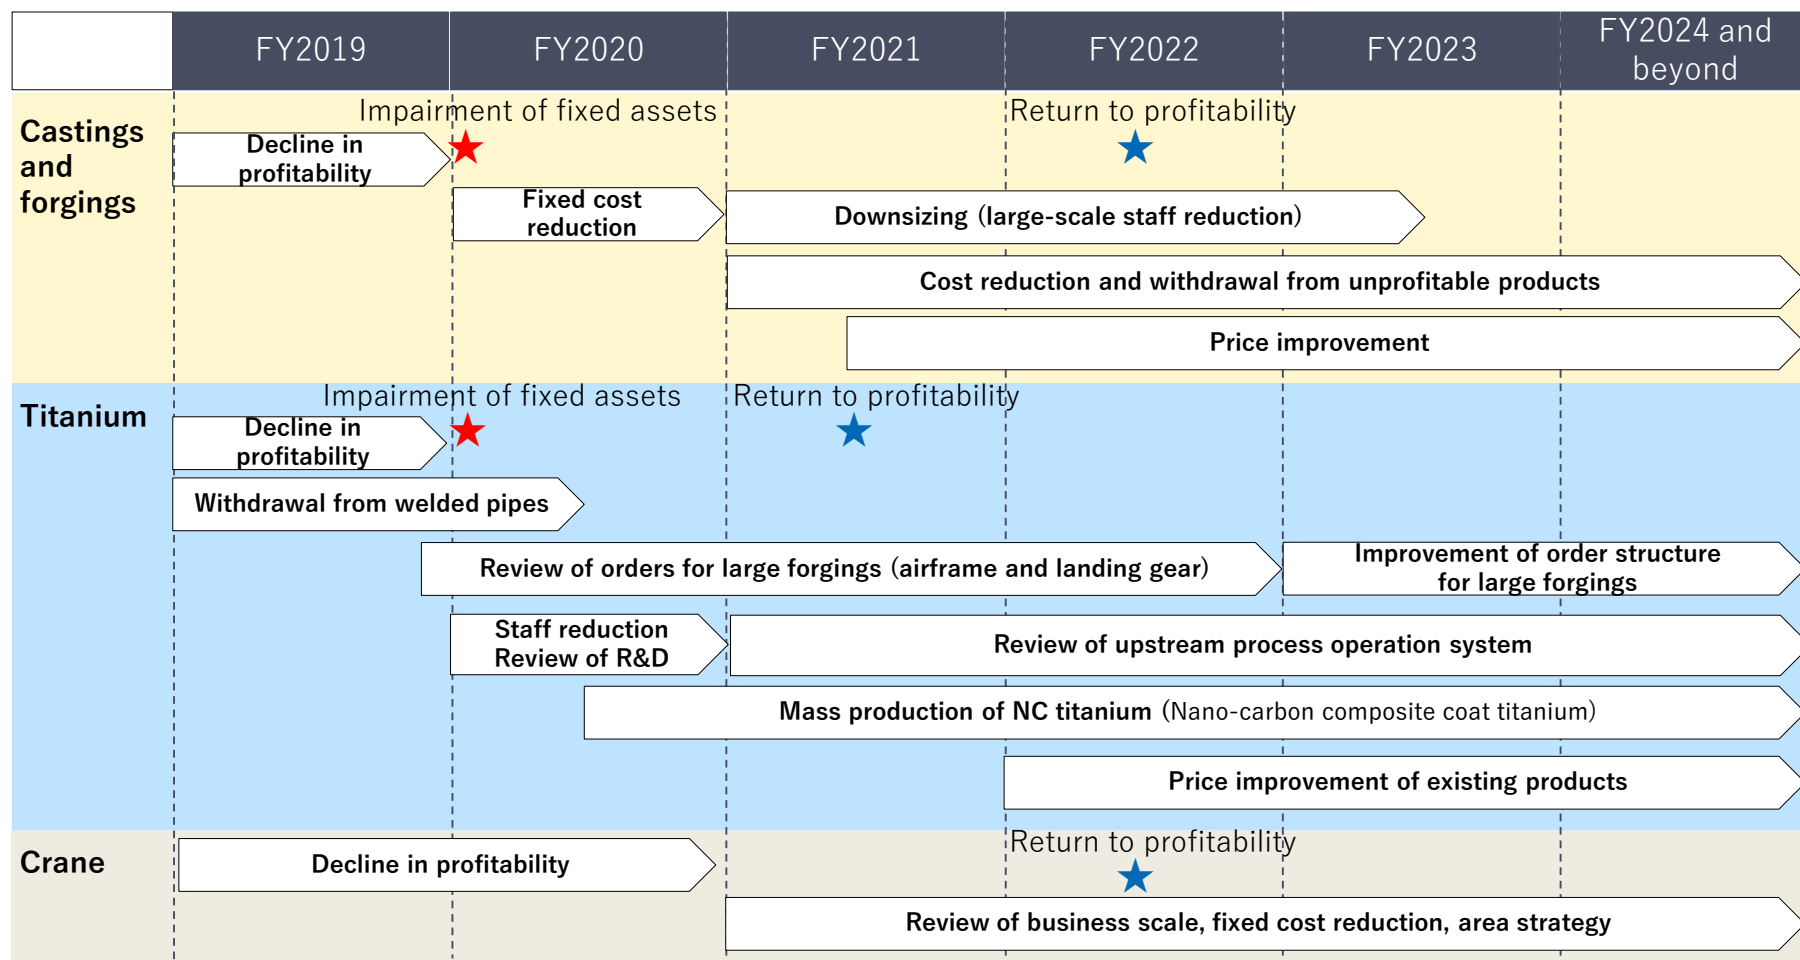 FY2019
FY2020
FY2021
FY2022
FY2023
FY2024 and
beyond
Castings
and
forgings
Impairment of fixed assets
Return to profitability
Decline in
profitability
Fixed cost
reduction
Downsizing (large-scale staff reduction)
Cost reduction and withdrawal from unprofitable products
Price improvement
Titanium
Impairment of fixed assets
Return to profitability
Decline in
profitability
Withdrawal from welded pipes
Review of orders for large forgings (airframe and landing gear)
Improvement of order structure
for large forgings
Staff reduction
Review of R&D
Review of upstream process operation system
Mass production of NC titanium (Nano-carbon composite coat titanium)
Price improvement of existing products
Crane
Return to profitability
Decline in profitability
Review of business scale, fixed cost reduction, area strategy